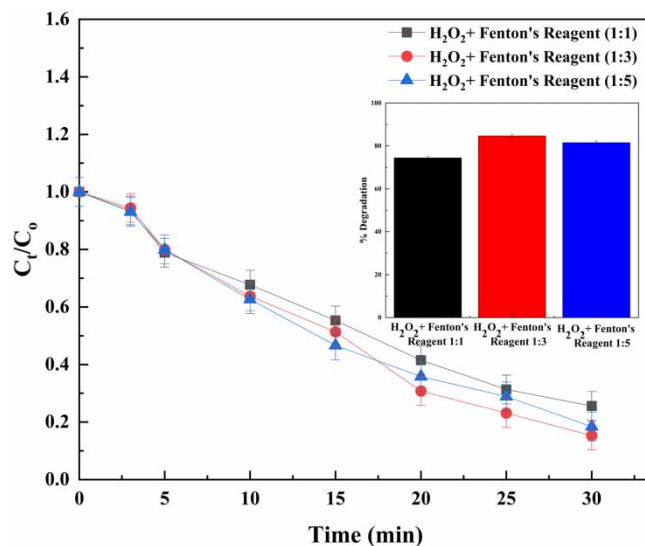 H₂O₂+ Fenton's Reagent (1:1)
H₂O₂+ Fenton's Reagent (1:3)
H₂O₂+ Fenton's Reagent (1:5)
1.6
1.4
1.2
1.0
0.8
0.6
0.4
0.2
0.0
Cₜ/Cₒ
0
5
10
15
20
25
30
Time (min)
100
80
60
40
20
0
% Degradation
H₂O₂+ Fenton's
Reagent 1:1
H₂O₂+ Fenton's
Reagent 1:3
H₂O₂+ Fenton's
Reagent 1:5